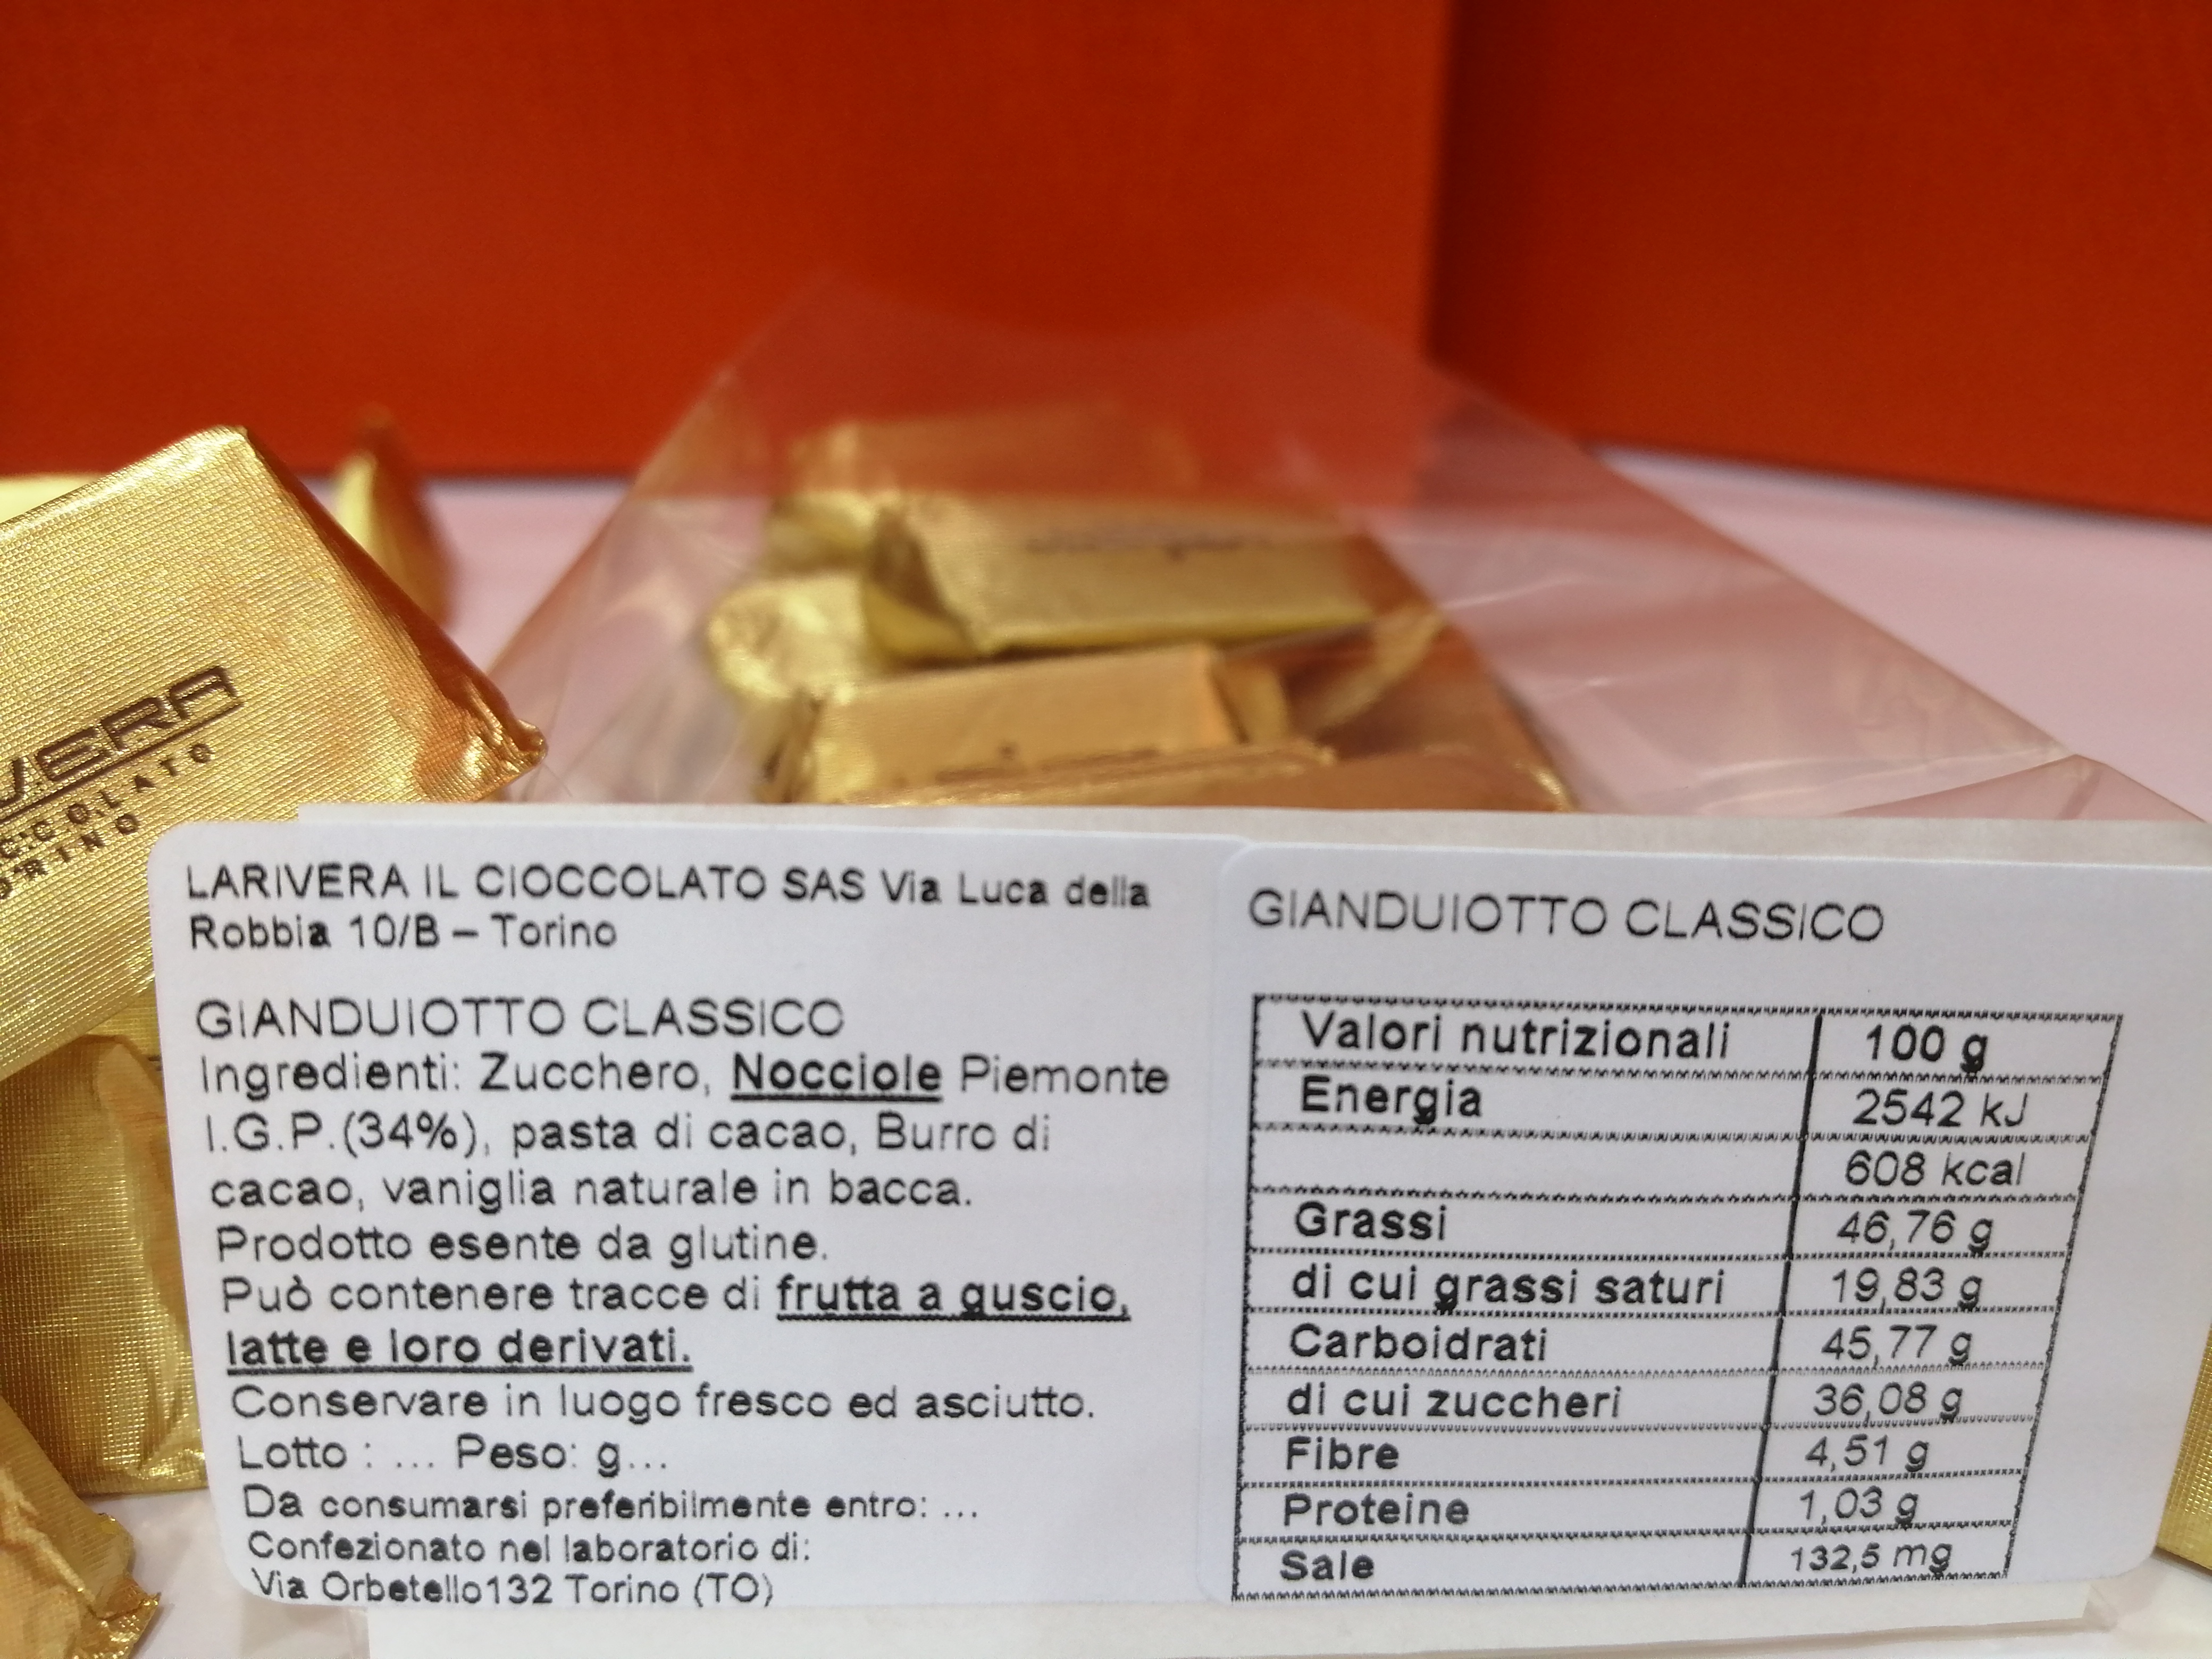 VERA
LARIVERA IL CIOCCOLATO SAS Via Luca della
Robbia 10/B – Torino
GIANDUIOTTO CLASSICO
Ingredienti: Zucchero, Nocciole Piemonte
I.G.P.(34%), pasta di cacao, Burro di
cacao, vaniglia naturale in bacca.
Prodotto esente da glutine.
Può contenere tracce di frutta a guscio,
latte e loro derivati.
Conservare in luogo fresco ed asciutto.
Lotto : ... Peso: g...
Da consumarsi preferibilmente entro: ...
Confezionato nel laboratorio di:
Via Orbetello132 Torino (TO)
GIANDUIOTTO CLASSICO
Valori nutrizionali 100 g
Energia 2542 kJ
608 kcal
Grassi 46,76 g
di cui grassi saturi 19,83 g
Carboidrati 45,77 g
di cui zuccheri 36,08 g
Fibre 4,51 g
Proteine 1,03 g
Sale 132,5 mg